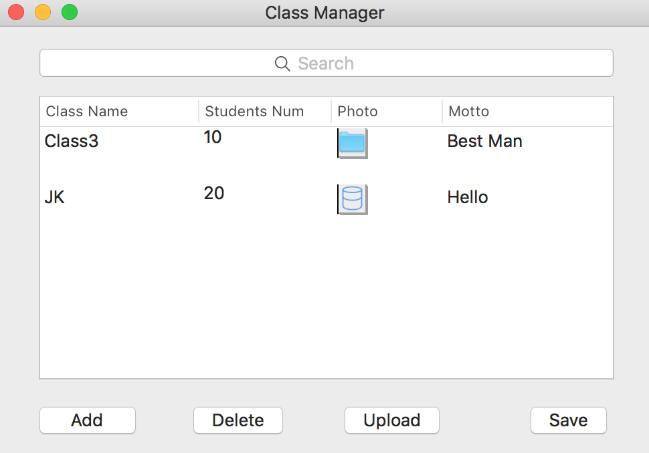 Class Manager
Search
Class Name Students Num Photo Motto
Class3 10 Best Man
JK 20 Hello
Add Delete Upload Save